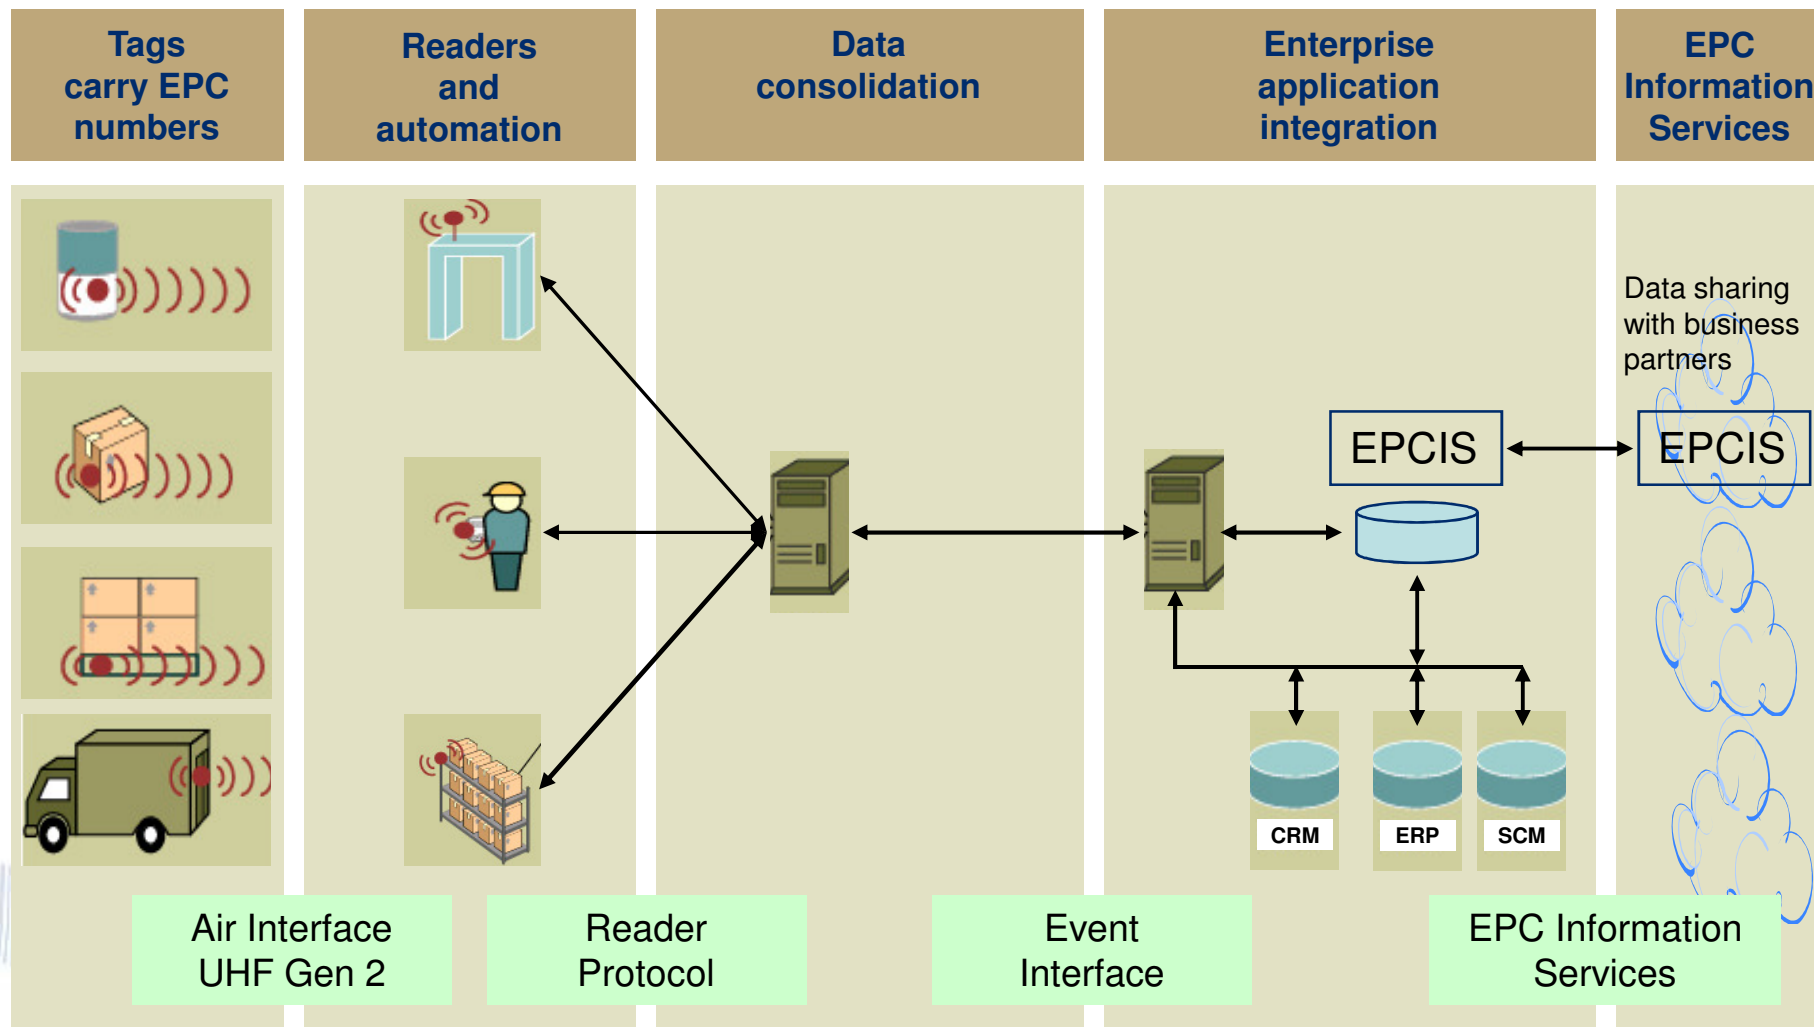 Tags
carry EPC
numbers
Readers
and
automation
Data
consolidation
Enterprise
application
integration
EPC
Information
Services
Data sharing
with business
partners
EPCIS
EPCIS
CRM
ERP
SCM
Air Interface
UHF Gen 2
Reader
Protocol
Event
Interface
EPC Information
Services